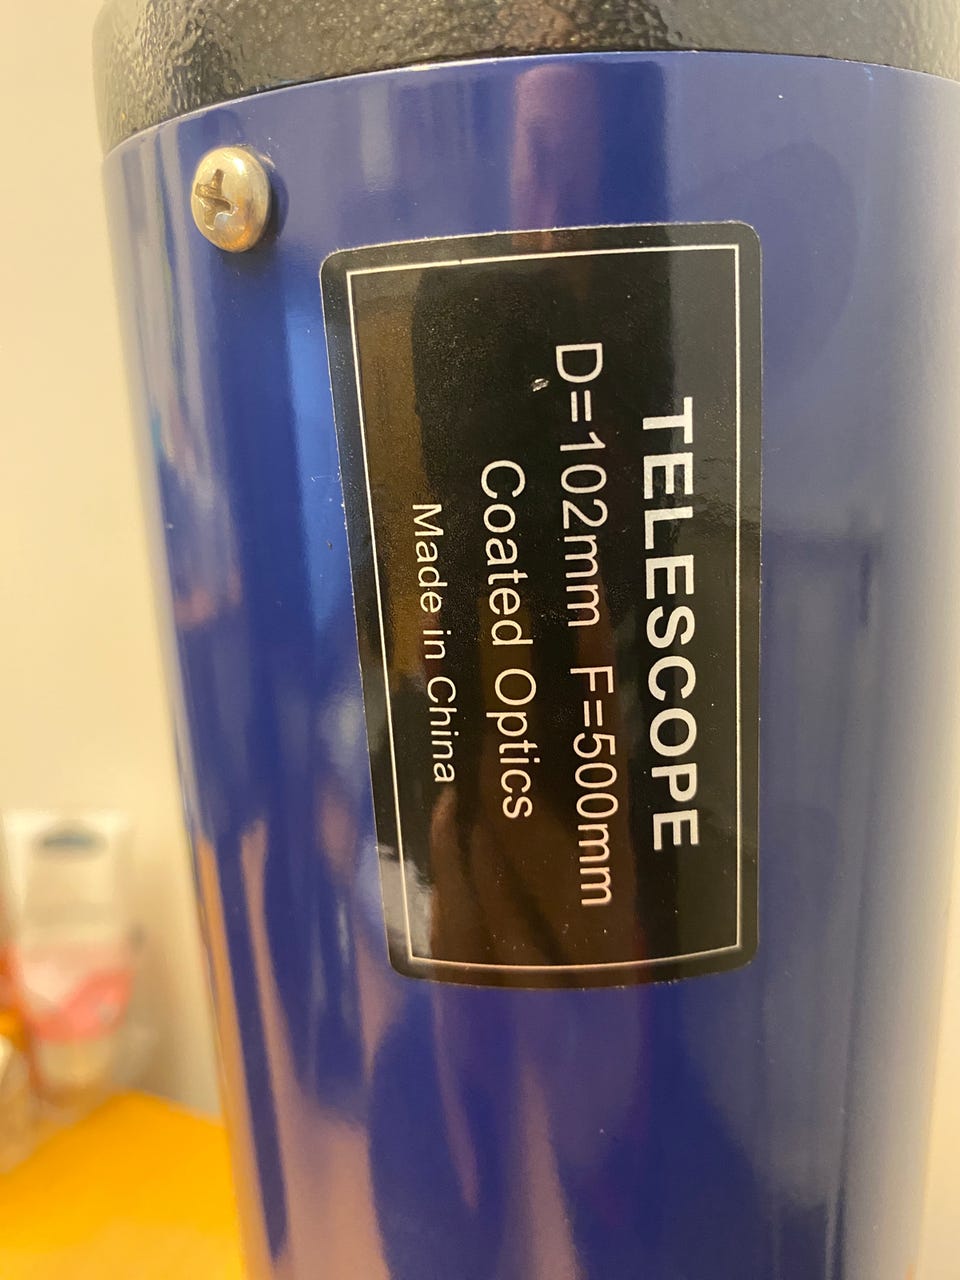 TELESCOPE
D=102mm F=500mm
Coated Optics
Made in China